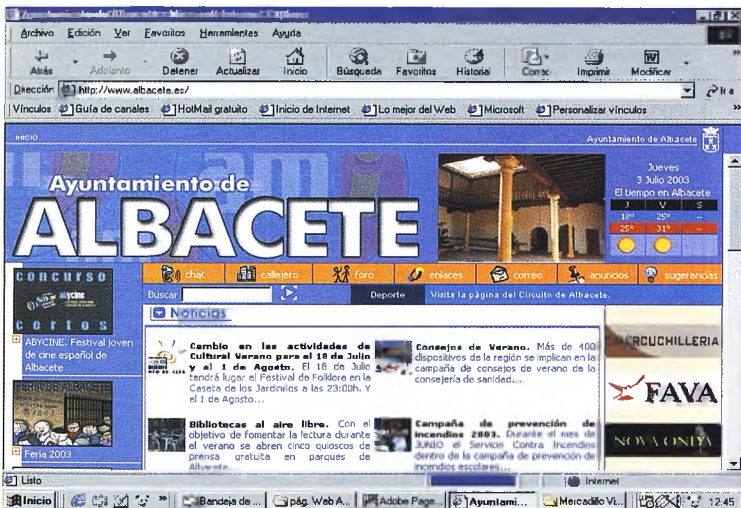 Archivo Edición Ver Favoritos Herramientas Ayuda
Atrás Adelante Detener Actualizar Inicio Búsqueda Favoritos Historial Correo Imprimir Modificar
Dirección http://www.albacete.es/ Ir a
Vínculos Guía de canales HotMail gratuito Inicio de Internet Lo mejor del Web Microsoft Personalizar vínculos
INICIO
Ayuntamiento de Albacete
Ayuntamiento de
ALBACETE
Jueves
3 Julio 2003
El tiempo en Albacete
J V S
18º 25º --
25º 31º --
chat callejero foro enlaces correo anuncios sugerencias
Buscar
Deporte Visita la página del Circuito de Albacete.
concurso
abycine
cortos
ABYCINE. Festival joven
de cine español de
Albacete
FERIA DE ALBACETE
Feria 2003
Noticias
Cambio en las actividades de
Cultural Verano para el 18 de Julio
y el 1 de Agosto. El 18 de Julio
tendrá lugar el Festival de Folklore en la
Caseta de los Jardinillos a las 23:00h. Y
el 1 de Agosto...
Consejos de Verano. Más de 400
dispositivos de la región se implican en la
campaña de consejos de verano de la
consejería de sanidad...
Bibliotecas al aire libre. Con el
objetivo de fomentar la lectura durante
el verano se abren cinco quioscos de
prensa gratuita en parques de
Albacete...
Campaña de prevención de
incendios 2003. Durante el mes de
JUNIO el Servicio Contra Incendios
dentro de la campaña de prevención de
incendios escolares...
ERCUCHILLERIA
FAVA
NOVA ONDA
Listo
Internet
Inicio
Bandeja de ... pág. Web A... Adobe Page... Ayuntami... Mercadillo Vi... 12:45